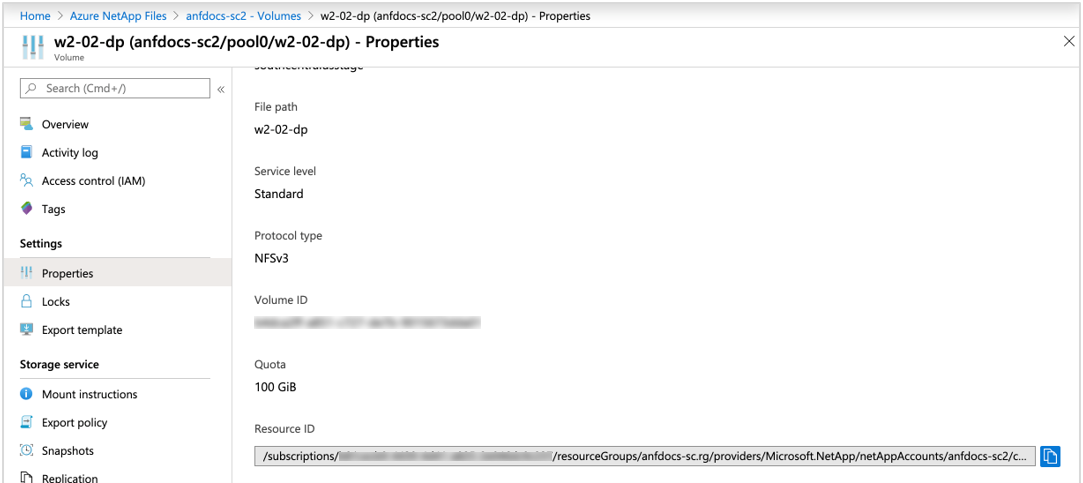 Home > Azure NetApp Files > anfdocs-sc2 - Volumes > w2-02-dp (anfdocs-sc2/pool0/w2-02-dp) - Properties
w2-02-dp (anfdocs-sc2/pool0/w2-02-dp) - Properties
Volume
Search (Cmd+/)
Overview
Activity log
Access control (IAM)
Tags
Settings
Properties
Locks
Export template
Storage service
Mount instructions
Export policy
Snapshots
Replication
File path
w2-02-dp
Service level
Standard
Protocol type
NFSv3
Volume ID
Quota
100 GiB
Resource ID
/subscriptions/ /resourceGroups/anfdocs-sc.rg/providers/Microsoft.NetApp/netAppAccounts/anfdocs-sc2/c...